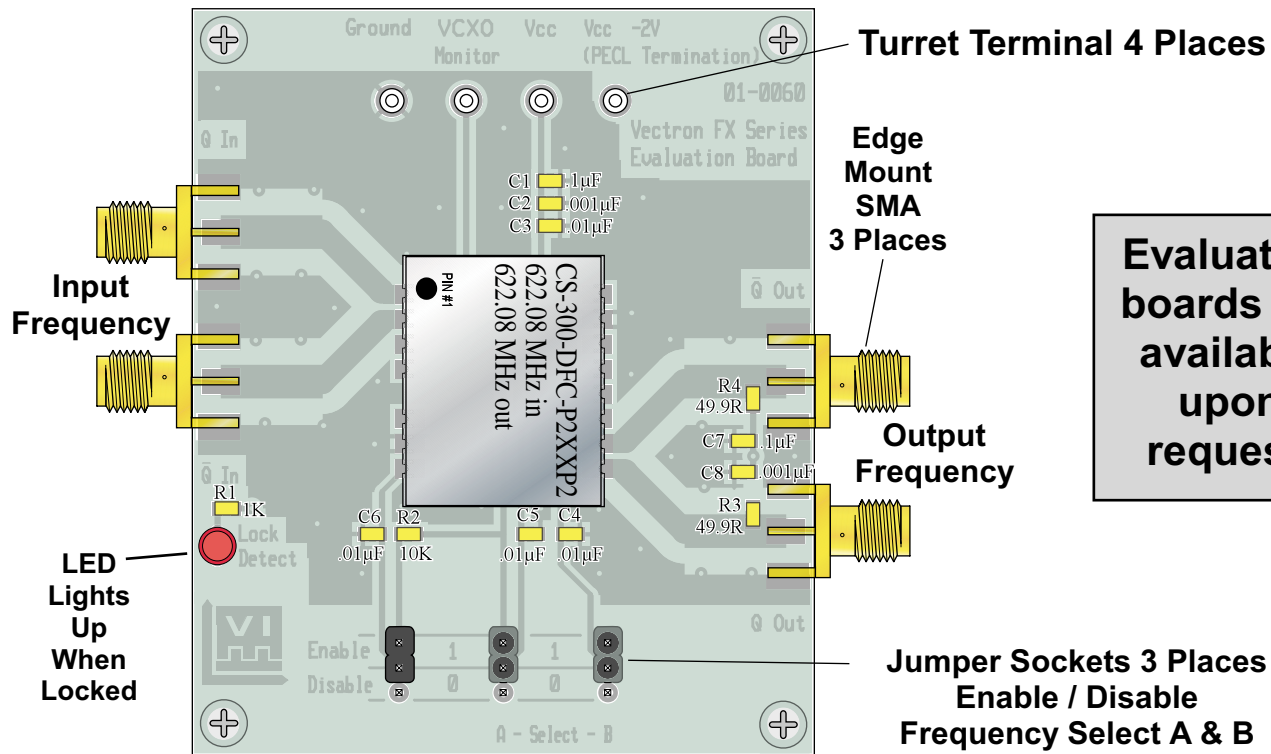 Ground VCXO Vcc Vcc -2V
Monitor (PECL Termination)
Turret Terminal 4 Places
01-0060
Vectron FX Series
Evaluation Board
Q In
Edge
Mount
SMA
3 Places
C1 .1µF
C2 .001µF
C3 .01µF
Input
Frequency
PIN #1
CS-300-DFC-P2XXP2
622.08 MHz in
622.08 MHz out
Q̅ Out
R4
49.9R
C7 .1µF
C8 .001µF
R3
49.9R
Output
Frequency
boards
upon
Q̅ In
R1
1K
Lock
Detect
C6 R2
.01µF 10K
C5 C4
.01µF .01µF
LED
Lights
Up
When
Locked
VI
Q Out
Enable 1 1
Disable 0 0
A - Select - B
Jumper Sockets 3 Places
Enable / Disable
Frequency Select A & B